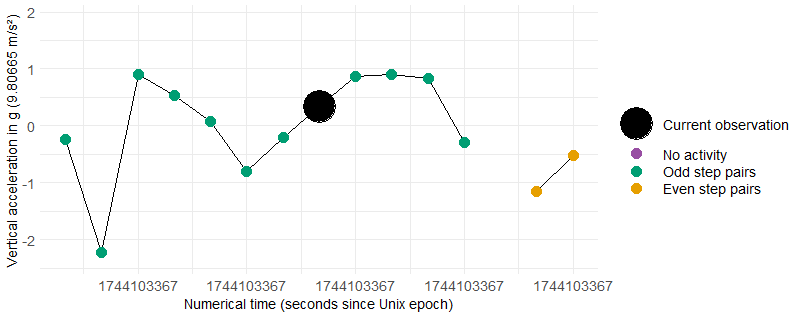 Vertical acceleration in g (9.80665 m/s²)
2
1
0
-1
-2
1744103367 1744103367 1744103367 1744103367 1744103367
Numerical time (seconds since Unix epoch)
Current observation
No activity
Odd step pairs
Even step pairs